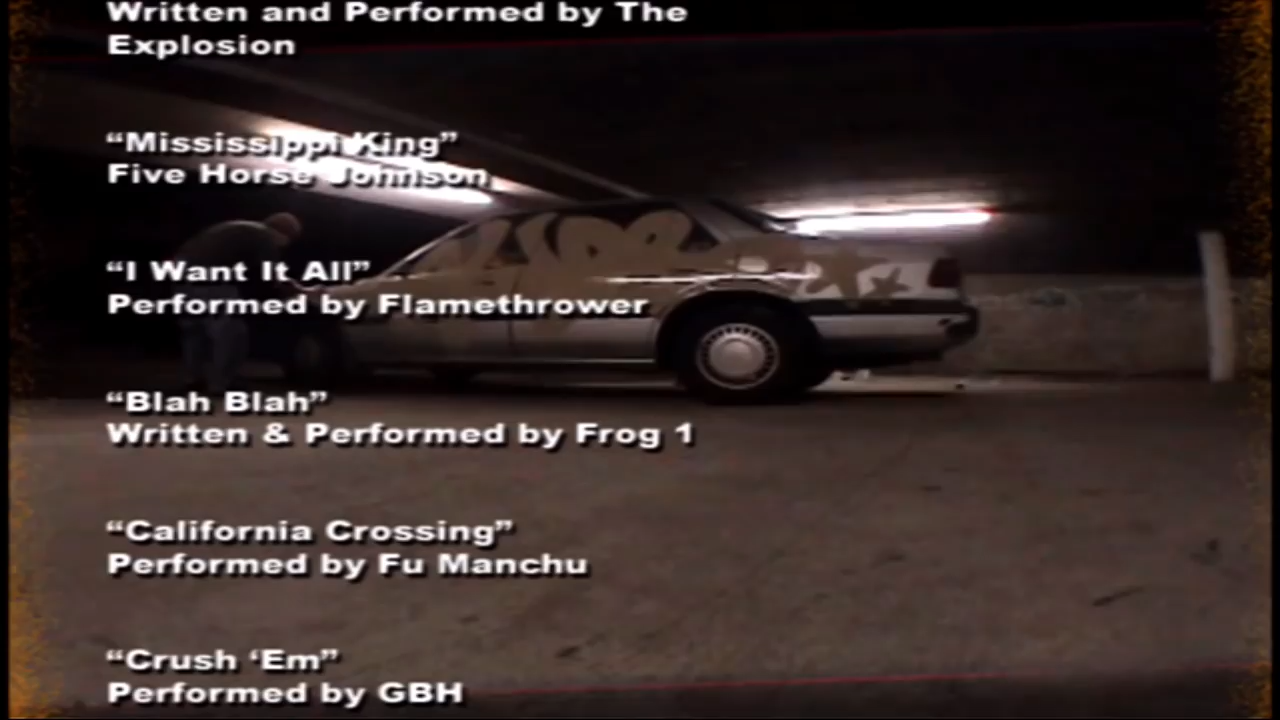 Written and Performed by The
Explosion
“Mississippi King”
Five Horse Johnson
“I Want It All”
Performed by Flamethrower
“Blah Blah”
Written & Performed by Frog 1
“California Crossing”
Performed by Fu Manchu
“Crush ‘Em”
Performed by GBH